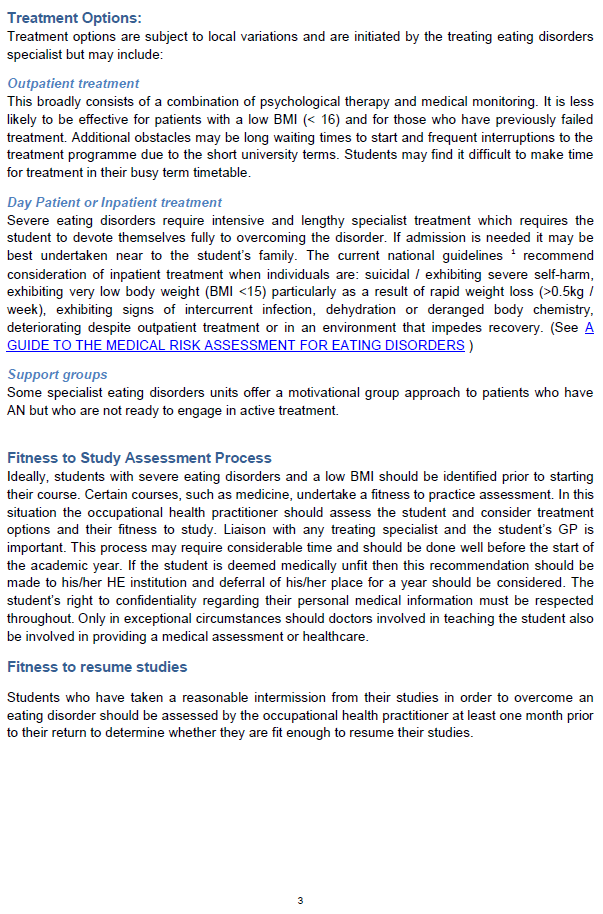 Treatment Options:
Treatment options are subject to local variations and are initiated by the treating eating disorders
specialist but may include:
Outpatient treatment
This broadly consists of a combination of psychological therapy and medical monitoring. It is less
likely to be effective for patients with a low BMI (< 16) and for those who have previously failed
treatment. Additional obstacles may be long waiting times to start and frequent interruptions to the
treatment programme due to the short university terms. Students may find it difficult to make time
for treatment in their busy term timetable.
Day Patient or Inpatient treatment
Severe eating disorders require intensive and lengthy specialist treatment which requires the
student to devote themselves fully to overcoming the disorder. If admission is needed it may be
best undertaken near to the student's family. The current national guidelines ¹ recommend
consideration of inpatient treatment when individuals are: suicidal / exhibiting severe self-harm,
exhibiting very low body weight (BMI <15) particularly as a result of rapid weight loss (>0.5kg /
week), exhibiting signs of intercurrent infection, dehydration or deranged body chemistry,
deteriorating despite outpatient treatment or in an environment that impedes recovery. (See A
GUIDE TO THE MEDICAL RISK ASSESSMENT FOR EATING DISORDERS )
Support groups
Some specialist eating disorders units offer a motivational group approach to patients who have
AN but who are not ready to engage in active treatment.
Fitness to Study Assessment Process
Ideally, students with severe eating disorders and a low BMI should be identified prior to starting
their course. Certain courses, such as medicine, undertake a fitness to practice assessment. In this
situation the occupational health practitioner should assess the student and consider treatment
options and their fitness to study. Liaison with any treating specialist and the student's GP is
important. This process may require considerable time and should be done well before the start of
the academic year. If the student is deemed medically unfit then this recommendation should be
made to his/her HE institution and deferral of his/her place for a year should be considered. The
student's right to confidentiality regarding their personal medical information must be respected
throughout. Only in exceptional circumstances should doctors involved in teaching the student also
be involved in providing a medical assessment or healthcare.
Fitness to resume studies
Students who have taken a reasonable intermission from their studies in order to overcome an
eating disorder should be assessed by the occupational health practitioner at least one month prior
to their return to determine whether they are fit enough to resume their studies.
3